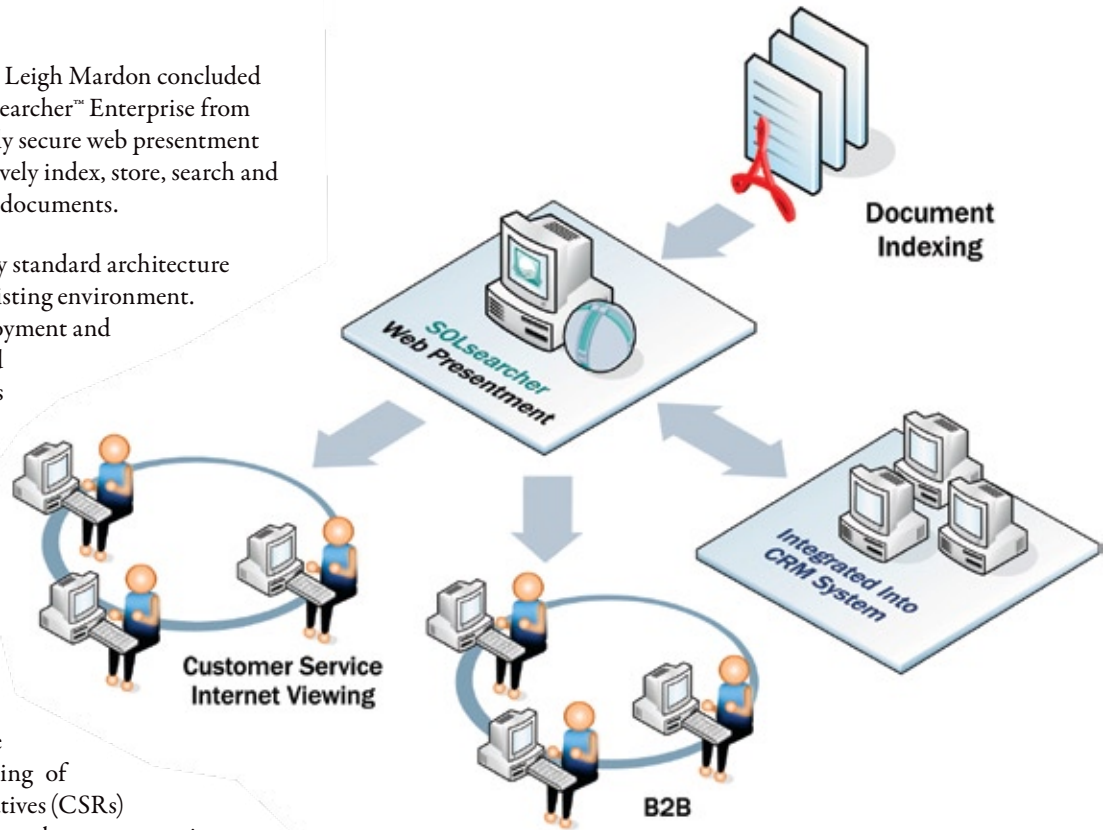 Leigh Mardon concluded
earcher™ Enterprise from
y secure web presentment
vely index, store, search and
documents.
y standard architecture
isting environment.
oyment and
s
Document
Indexing
SOLsearcher
Web Presentment
Integrated Into
CRM System
Customer Service
Internet Viewing
B2B
e
ing of
atives (CSRs)